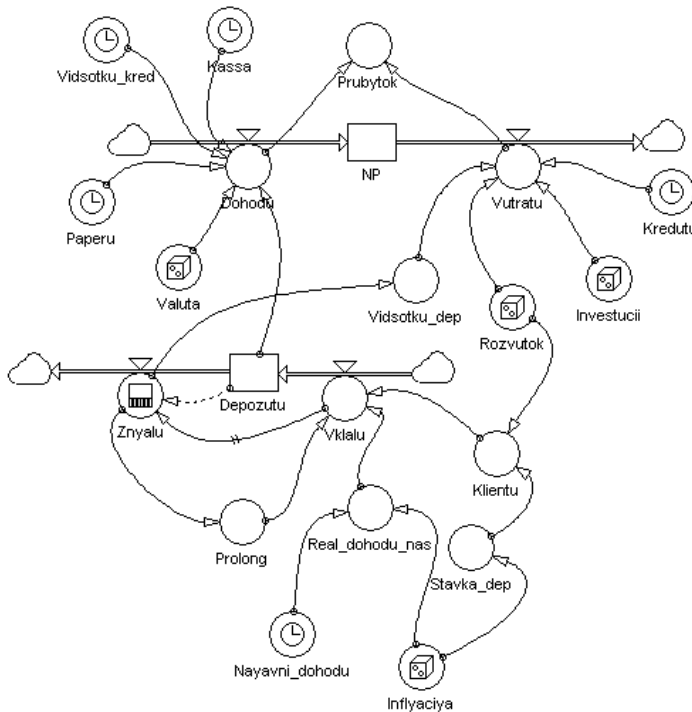 Vidsotku_kred
Kassa
Prubytok
NP
Dohodu
Vutratu
Paperu
Kredutu
Valuta
Vidsotku_dep
Rozvutok
Investucii
Znyalu
Depozutu
Vklalu
Klientu
Prolong
Real_dohodu_nas
Stavka_dep
Nayavni_dohodu
Inflyaciya